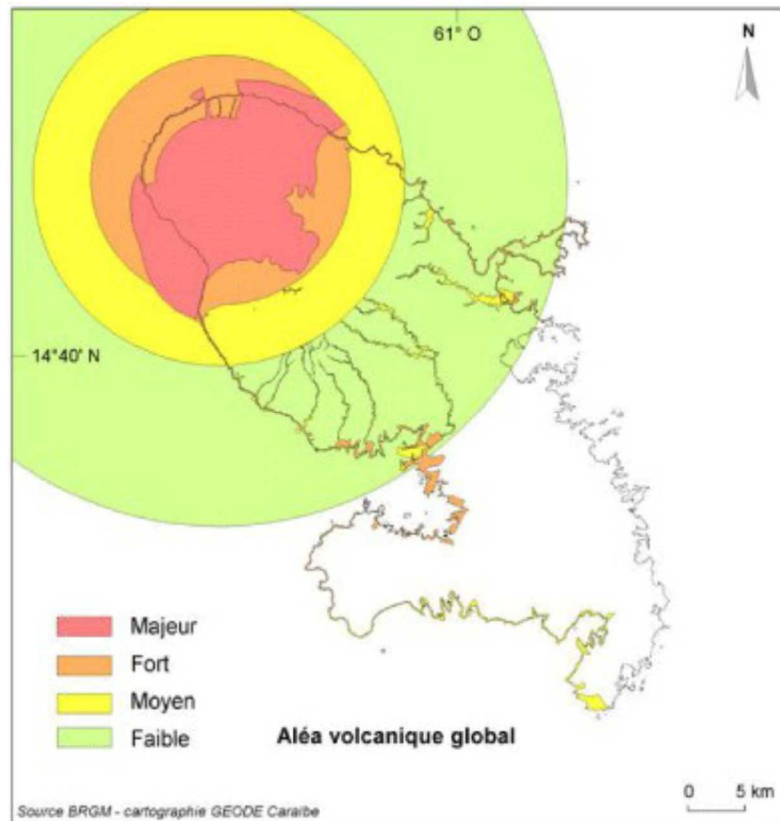 61° O
N
14°40' N
Majeur
Fort
Moyen
Faible
Aléa volcanique global
0 5 km
Source BRGM - cartographie GEODE Caraïbe